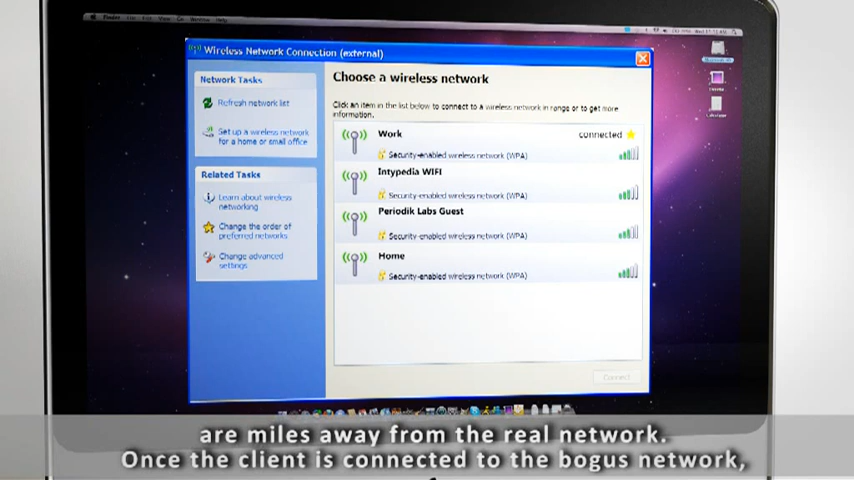 Finder
Wireless Network Connection (external)
Network Tasks
Refresh network list
Set up a wireless network
for a home or small office
Related Tasks
Learn about wireless
networking
Change the order of
preferred networks
Change advanced
settings
Choose a wireless network
Click an item in the list below to connect to a wireless network in range or to get more
information.
Work
connected
Security-enabled wireless network (WPA)
Intypedia WIFI
Security-enabled wireless network (WPA)
Periodik Labs Guest
Security-enabled wireless network (WPA)
Home
Security-enabled wireless network (WPA)
Connect
are miles away from the real network.
Once the client is connected to the bogus network,